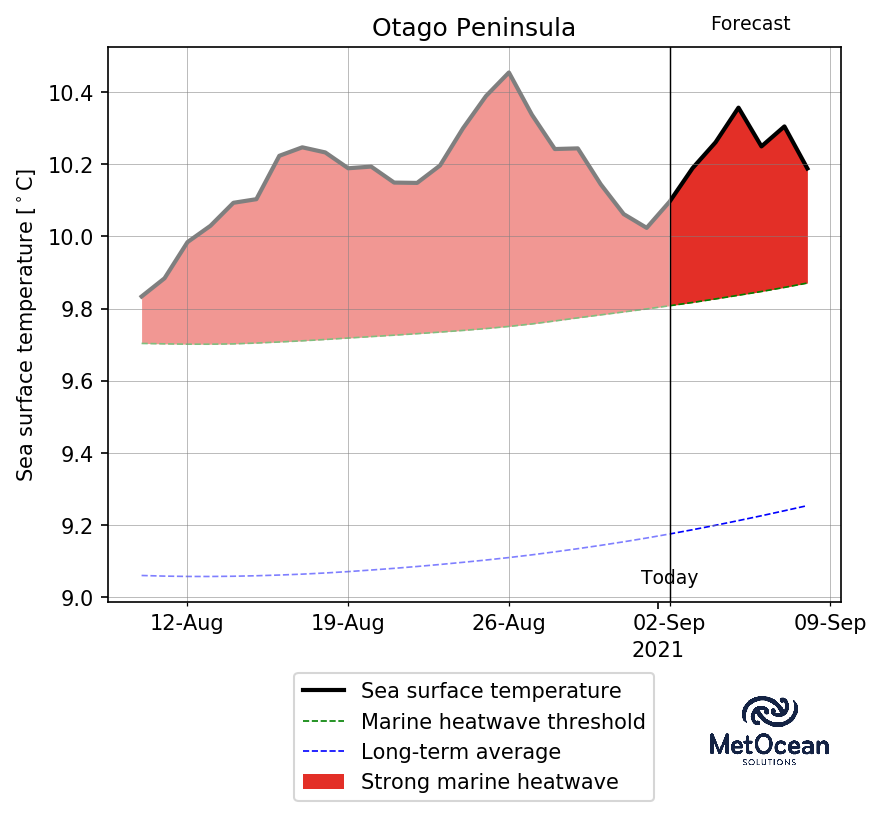 Otago Peninsula
Forecast
Sea surface temperature [°C]
10.4
10.2
10.0
9.8
9.6
9.4
9.2
9.0
Today
12-Aug
19-Aug
26-Aug
02-Sep
09-Sep
2021
Sea surface temperature
Marine heatwave threshold
Long-term average
Strong marine heatwave
MetOcean
SOLUTIONS